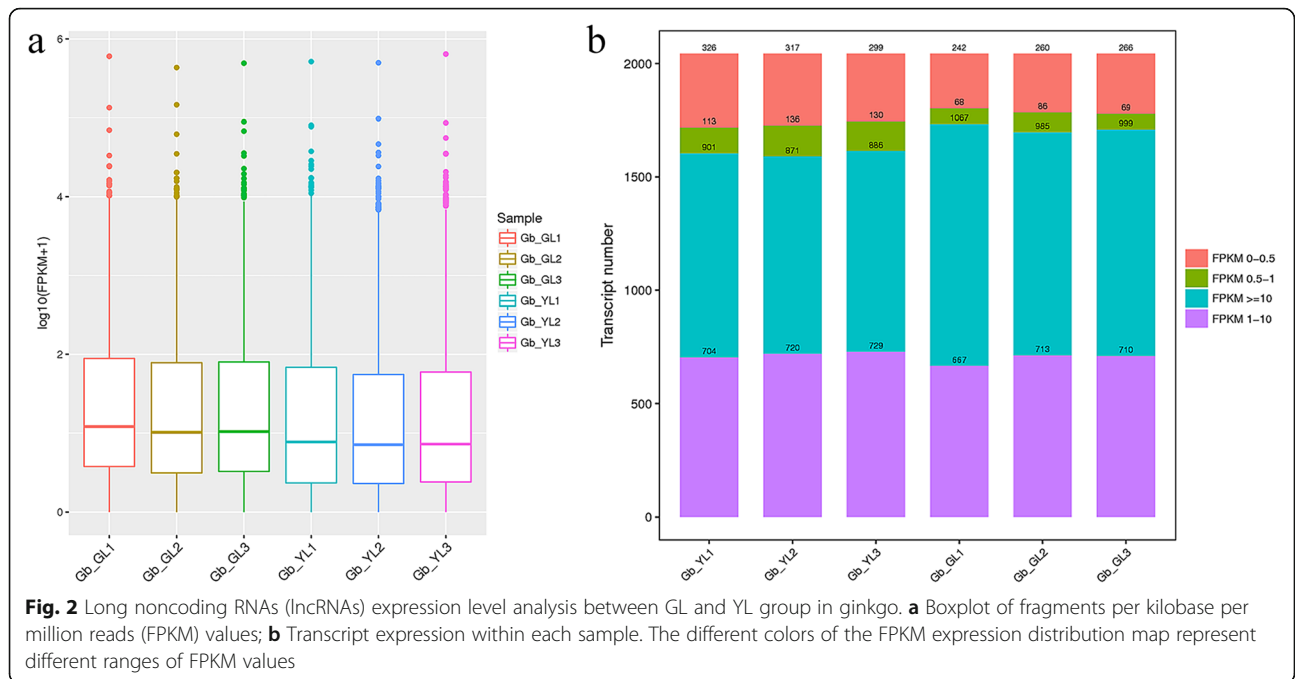 a
6
4
2
0
log10(FPKM+1)
Gb_GL1
Gb_GL2
Gb_GL3
Gb_YL1
Gb_YL2
Gb_YL3
Sample
Gb_GL1
Gb_GL2
Gb_GL3
Gb_YL1
Gb_YL2
Gb_YL3
b
2000
1500
1000
500
0
Transcript number
326 317 299 242 260 266
113 136 130 68 86 69
901 871 886 1067 985 999
704 720 729 667 713 710
Gb_YL1
Gb_YL2
Gb_YL3
Gb_GL1
Gb_GL2
Gb_GL3
FPKM 0-0.5
FPKM 0.5-1
FPKM >=10
FPKM 1-10
Fig. 2 Long noncoding RNAs (lncRNAs) expression level analysis between GL and YL group in ginkgo. a Boxplot of fragments per kilobase per
million reads (FPKM) values; b Transcript expression within each sample. The different colors of the FPKM expression distribution map represent
different ranges of FPKM values